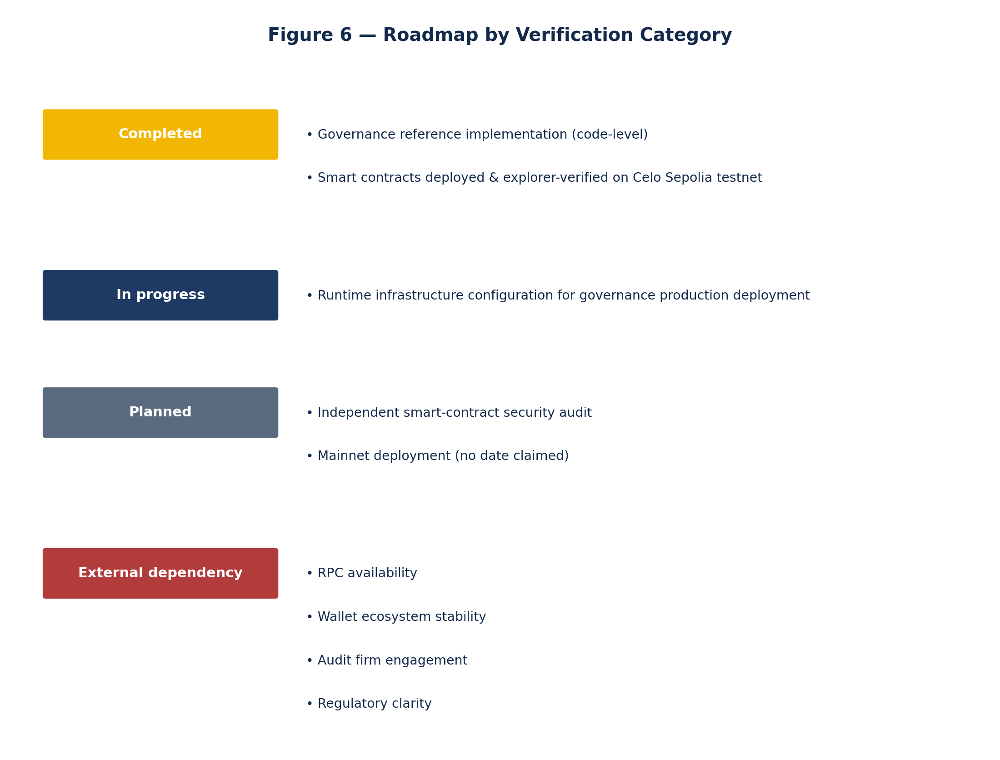 Figure 6 — Roadmap by Verification Category
Completed
• Governance reference implementation (code-level)
• Smart contracts deployed & explorer-verified on Celo Sepolia testnet
In progress
• Runtime infrastructure configuration for governance production deployment
Planned
• Independent smart-contract security audit
• Mainnet deployment (no date claimed)
External dependency
• RPC availability
• Wallet ecosystem stability
• Audit firm engagement
• Regulatory clarity